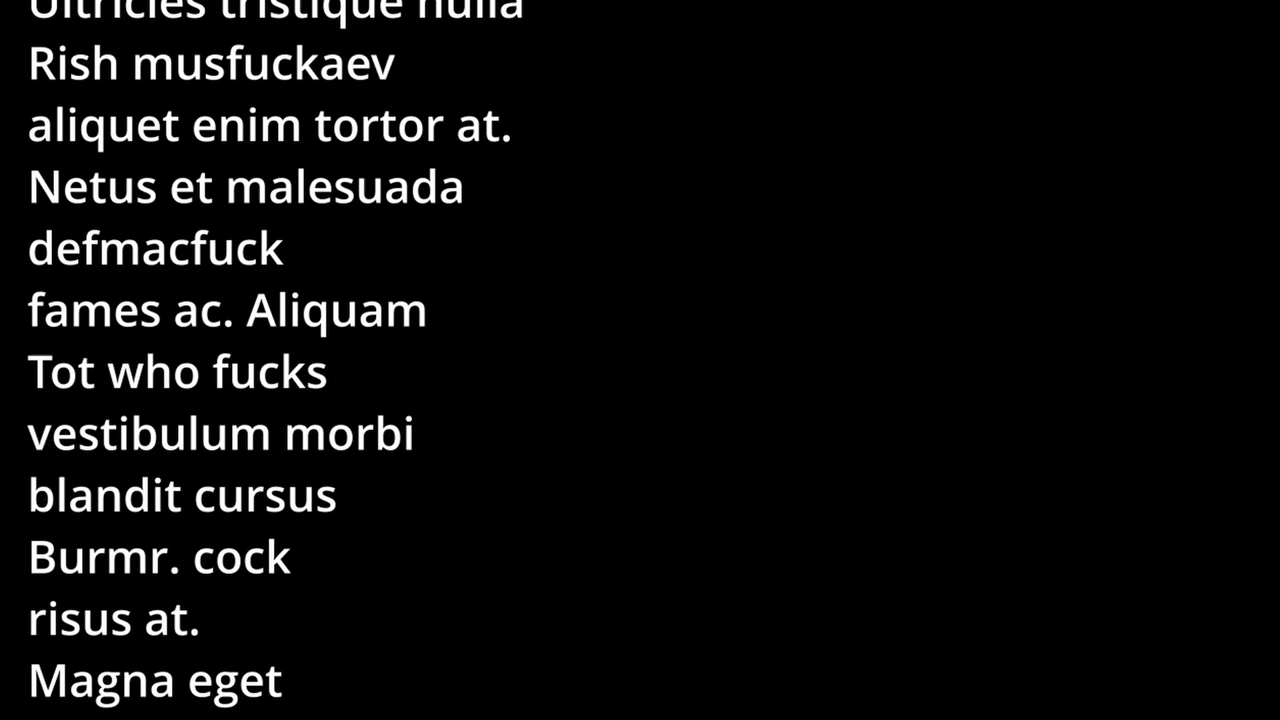 Ultricies tristique nulla
Rish musfuckaev
aliquet enim tortor at.
Netus et malesuada
defmacfuck
fames ac. Aliquam
Tot who fucks
vestibulum morbi
blandit cursus
Burmr. cock
risus at.
Magna eget